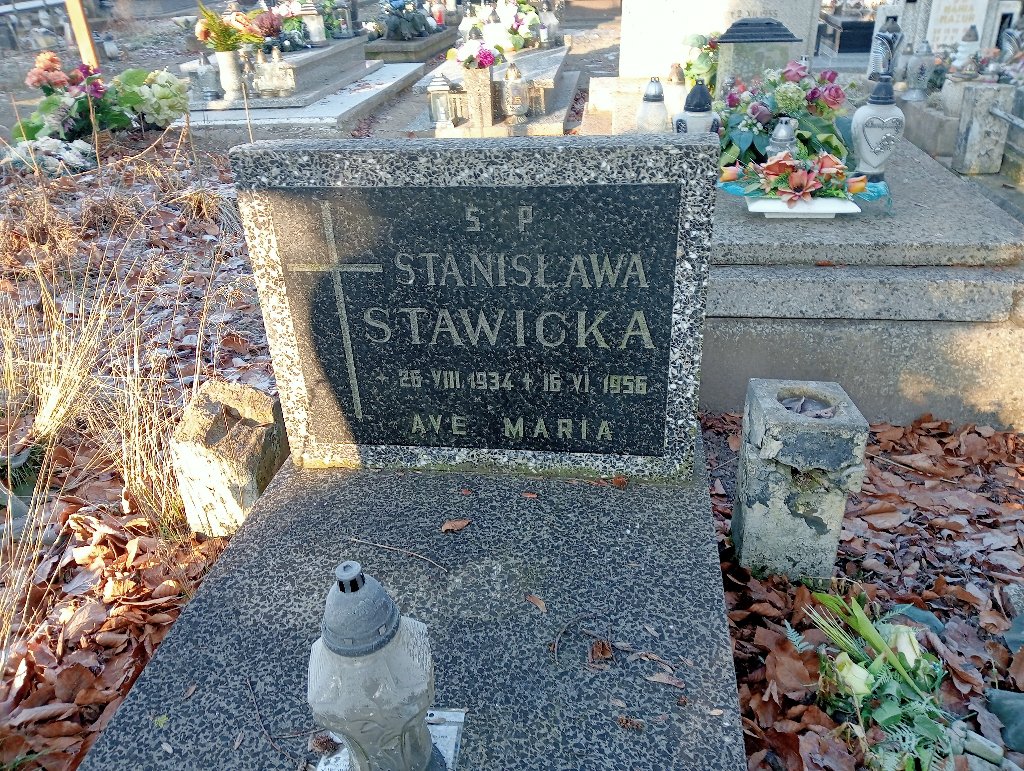 S P
STANISŁAWA
STAWICKA
* 26 VIII 1934 + 16 VI 1956
AVE MARIA